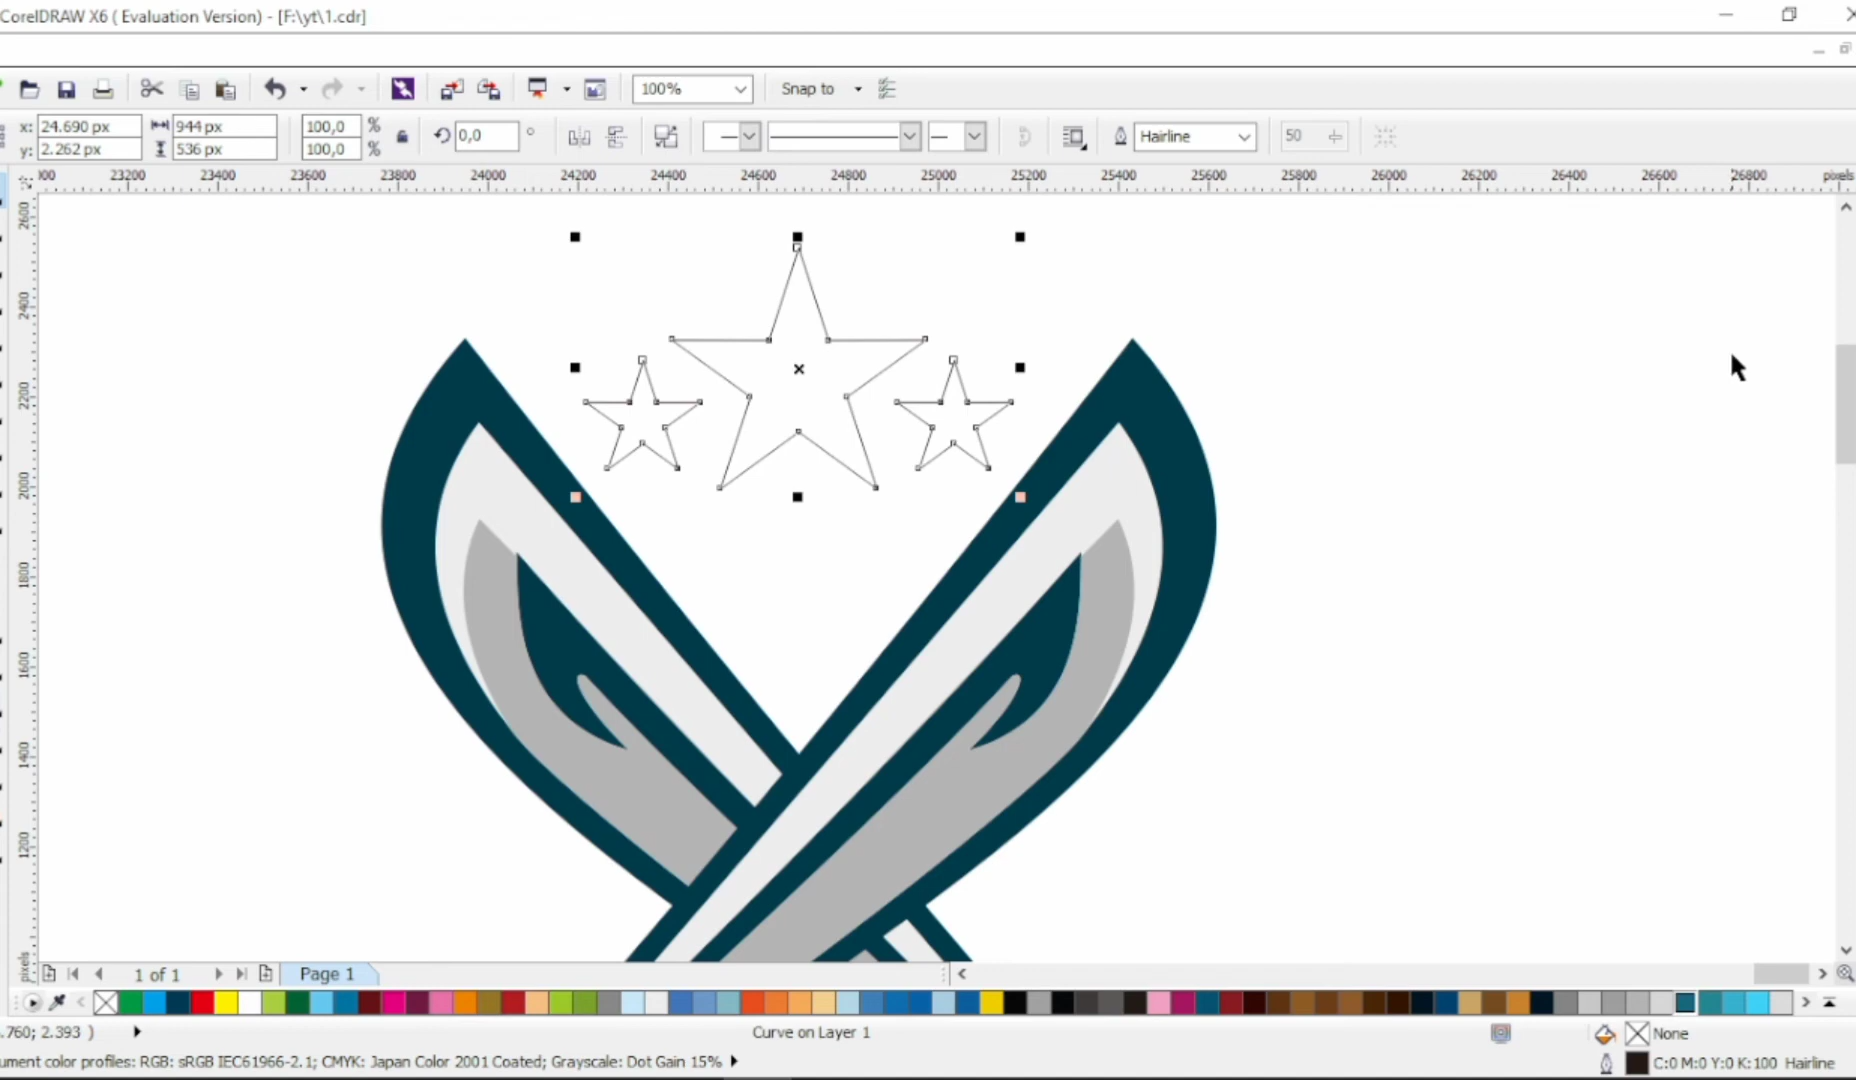 CorelDRAW X6 ( Evaluation Version) - [F:\yt\1.cdr]
100%
Snap to
x: 24.690 px
944 px
100,0 %
0,0 °
Hairline
50
y: 2.262 px
536 px
100,0 %
23200 23400 23600 23800 24000 24200 24400 24600 24800 25000 25200 25400 25600 25800 26000 26200 26400 26600 26800 pixels
2600
2400
2200
2000
1800
1600
1400
1200
pixels
1 of 1
Page 1
.760; 2.393 )
Curve on Layer 1
None
ument color profiles: RGB: sRGB IEC61966-2.1; CMYK: Japan Color 2001 Coated; Grayscale: Dot Gain 15%
C:0 M:0 Y:0 K:100 Hairline